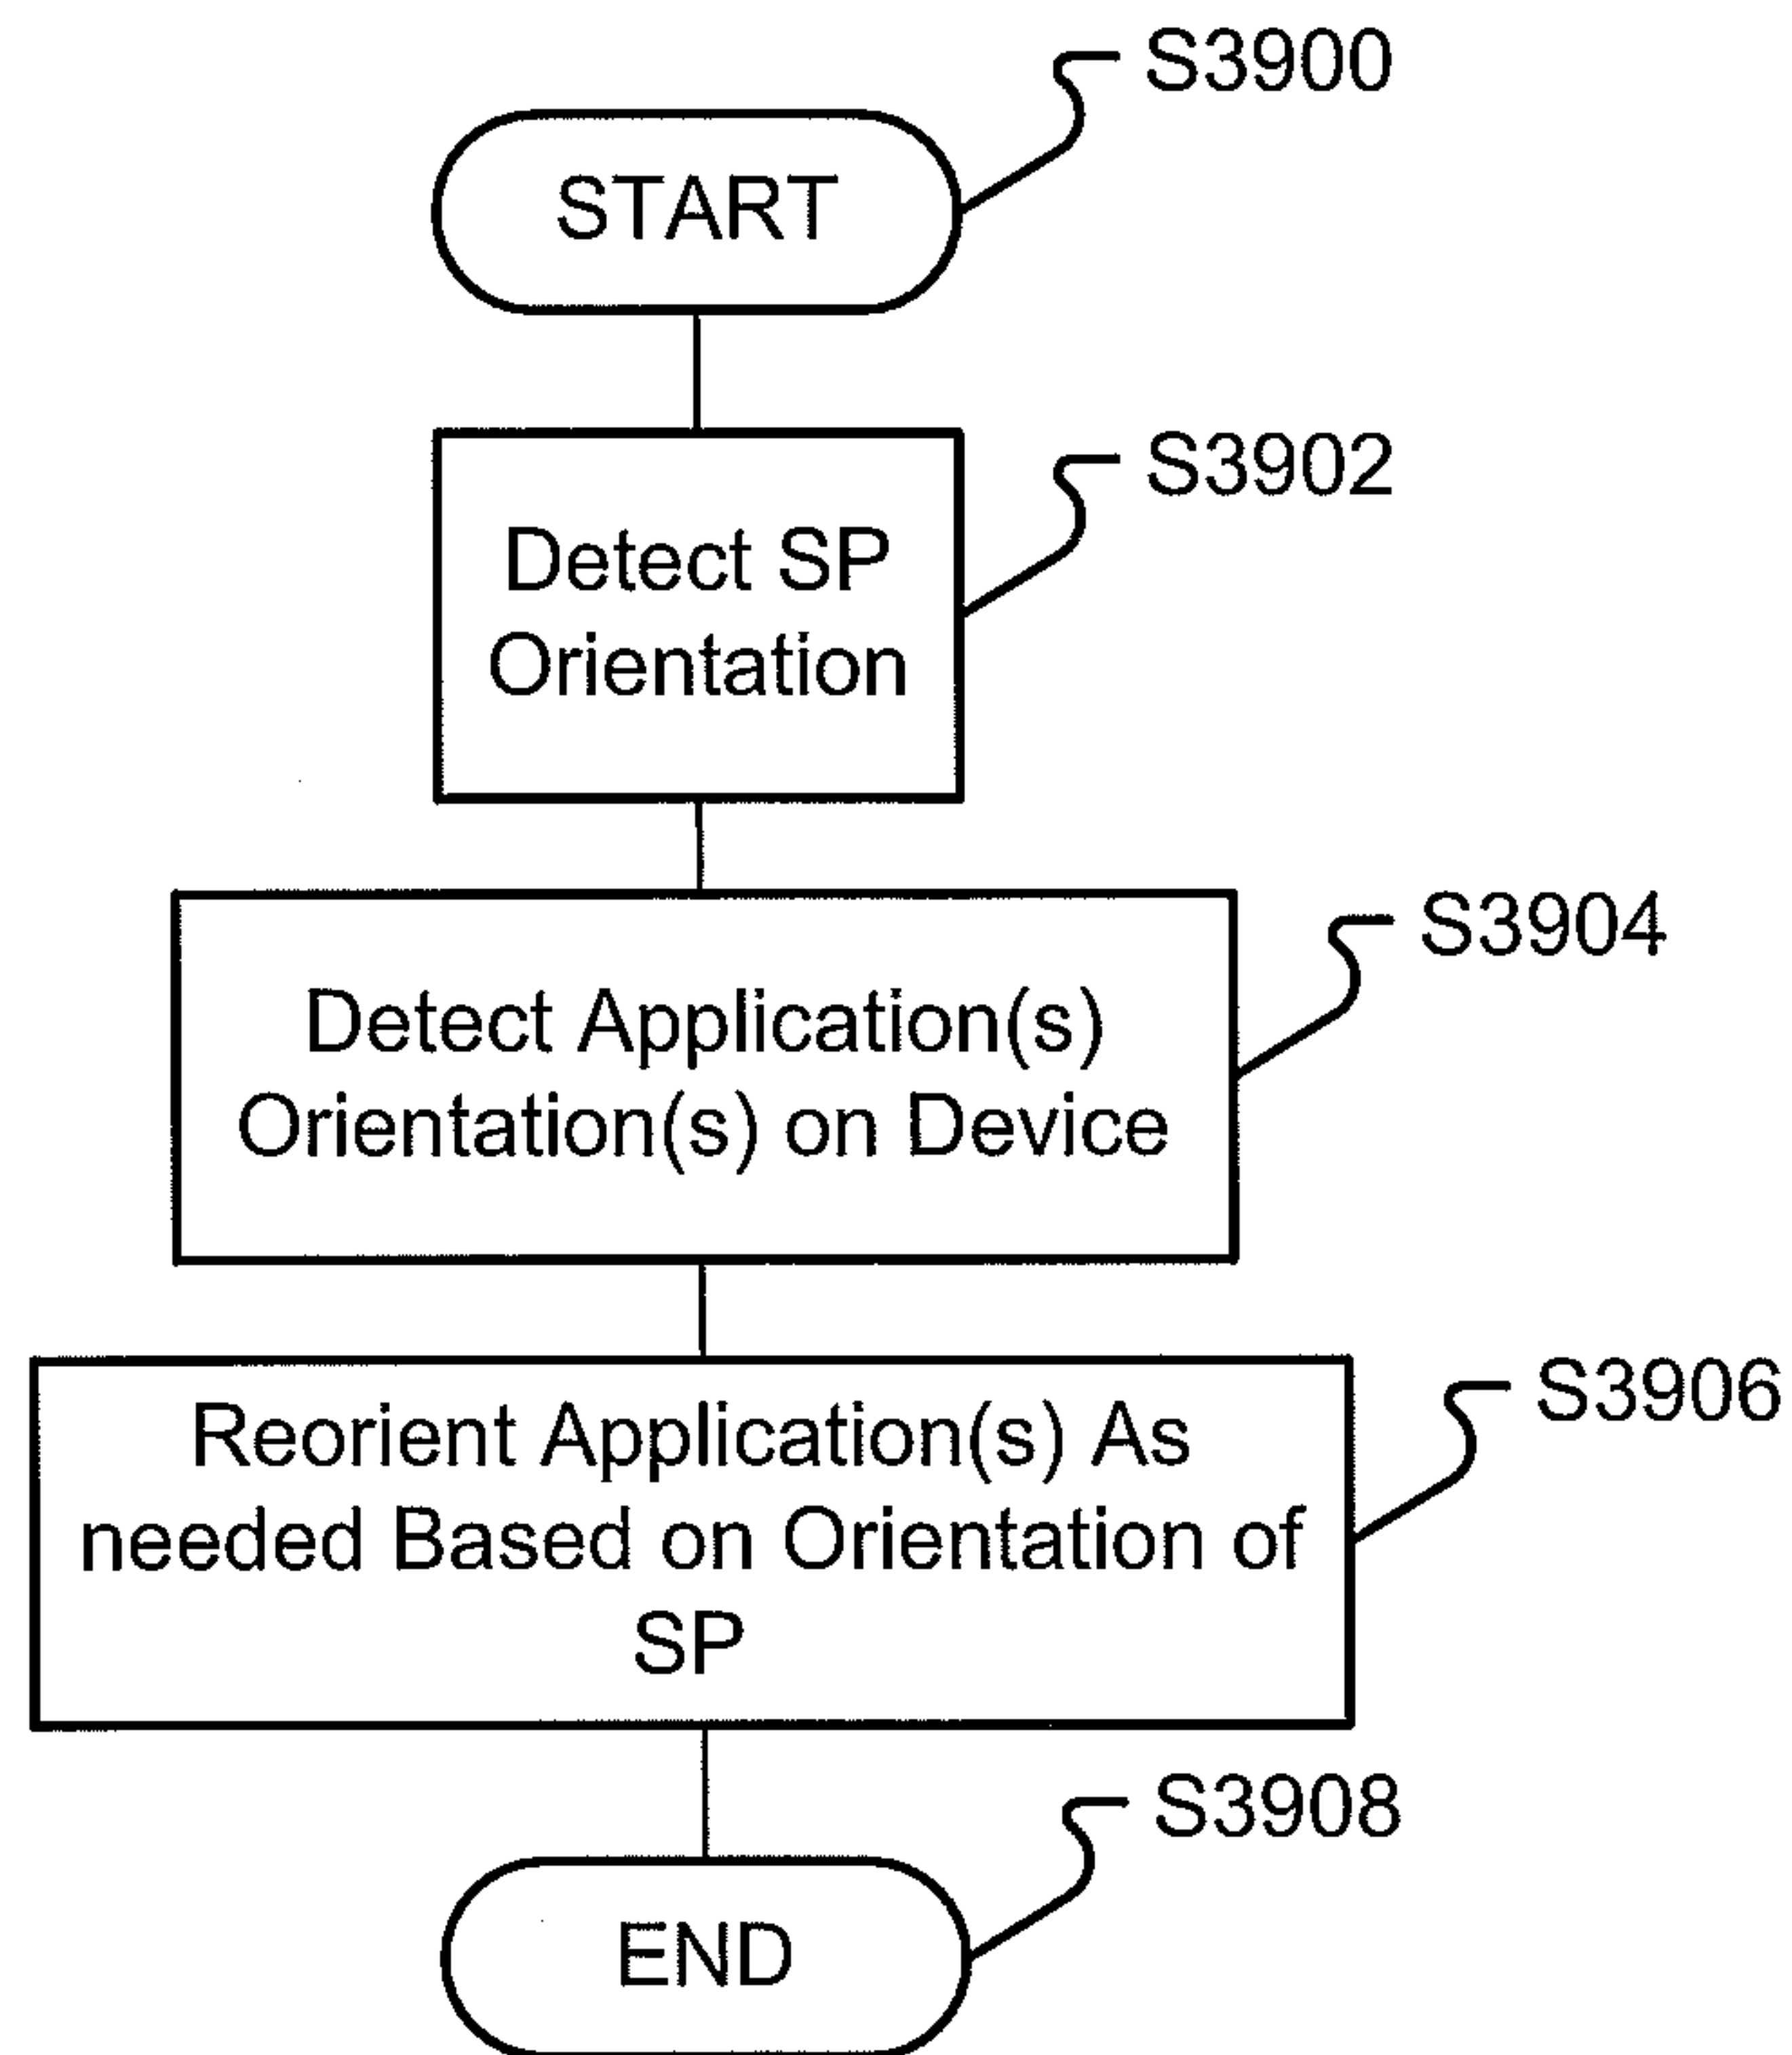 S3900
START
S3902
Detect SP
Orientation
S3904
Detect Application(s)
Orientation(s) on Device
S3906
Reorient Application(s) As
needed Based on Orientation of
SP
S3908
END